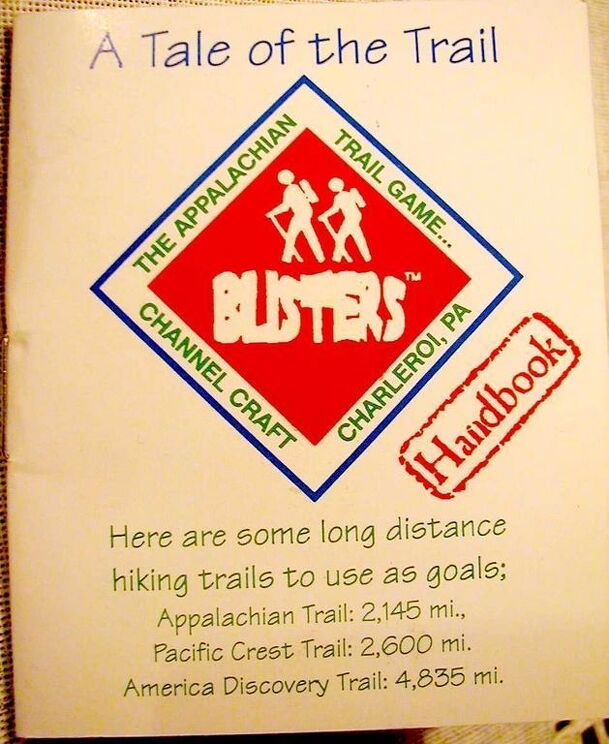 A Tale of the Trail
THE APPALACHIAN
TRAIL GAME...
BLISTERS™
CHANNEL CRAFT
CHARLEROI, PA
Handbook
Here are some long distance
hiking trails to use as goals;
Appalachian Trail: 2,145 mi.,
Pacific Crest Trail: 2,600 mi.
America Discovery Trail: 4,835 mi.